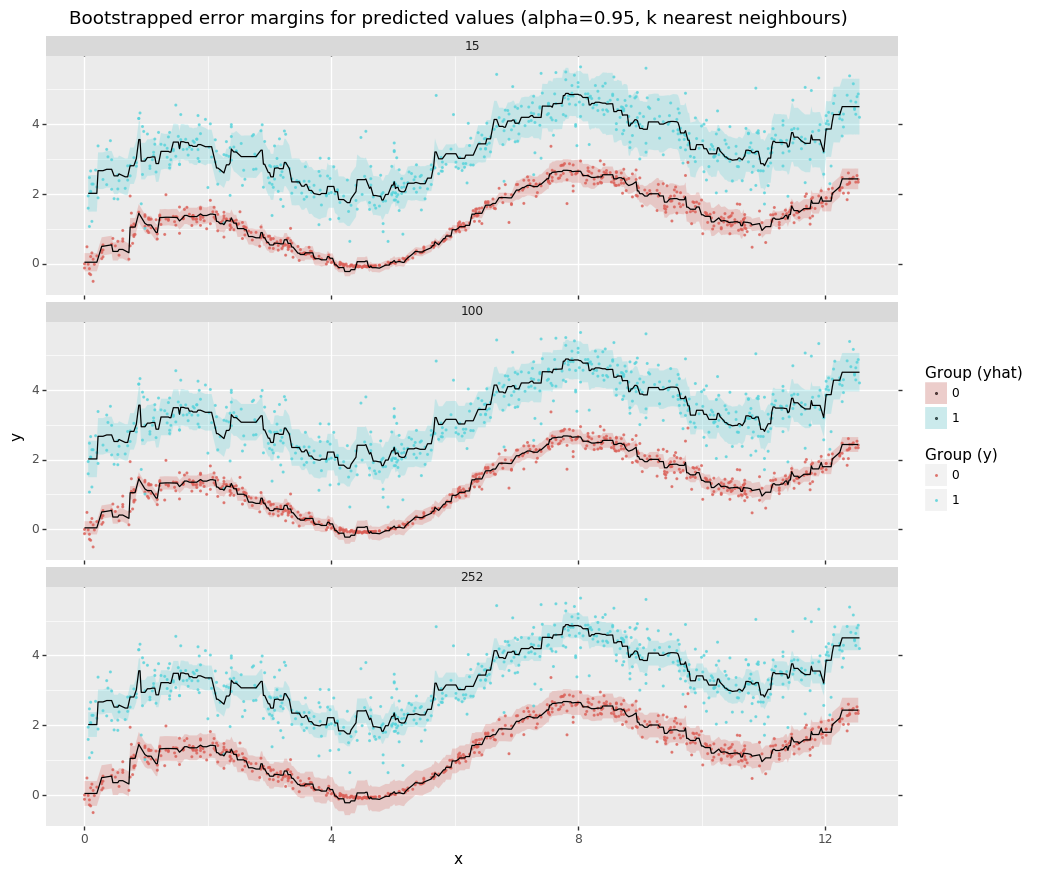 Bootstrapped error margins for predicted values (alpha=0.95, k nearest neighbours)
15
4
2
0
100
4
2
0
252
4
2
0
0 4 8 12
x
y
Group (yhat)
0
1
Group (y)
0
1